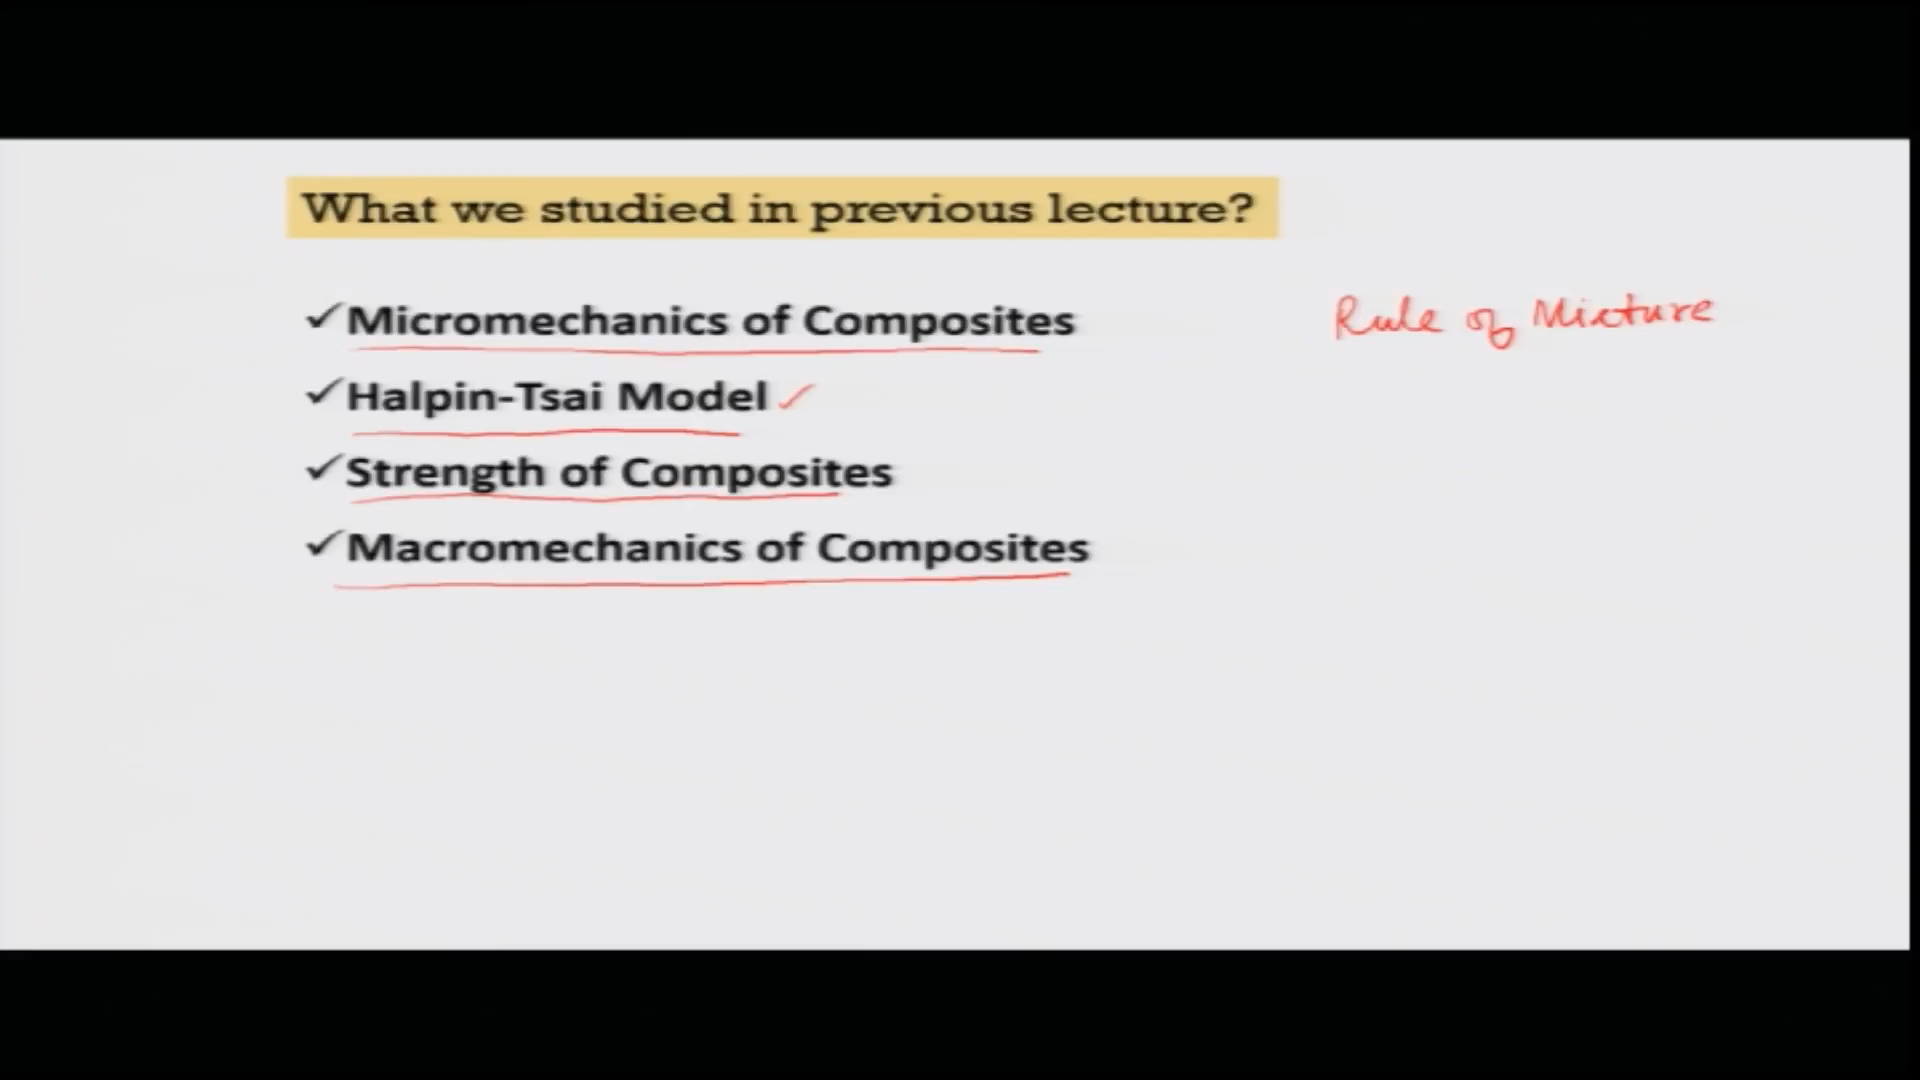 What we studied in previous lecture?
✓Micromechanics of Composites
Rule of Mixture
✓Halpin-Tsai Model ✓
✓Strength of Composites
✓Macromechanics of Composites